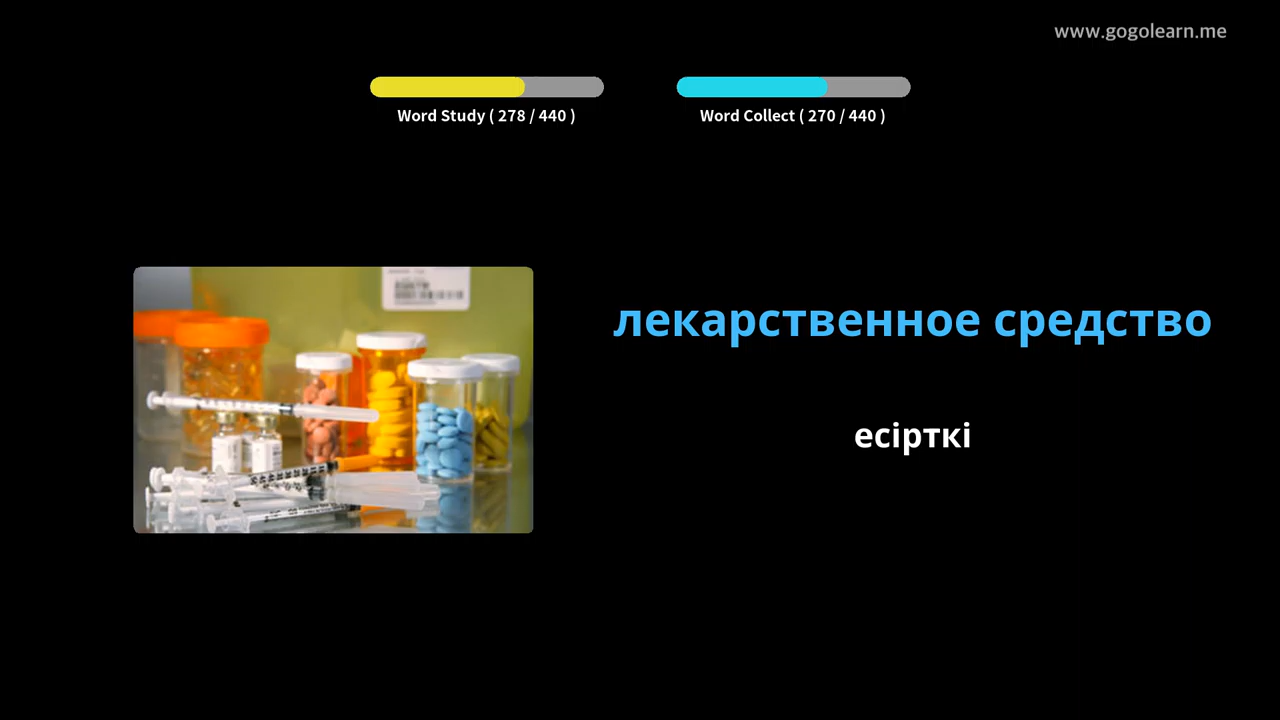 www.gogolearn.me
Word Study ( 278 / 440 )
Word Collect ( 270 / 440 )
лекарственное средство
есірткі